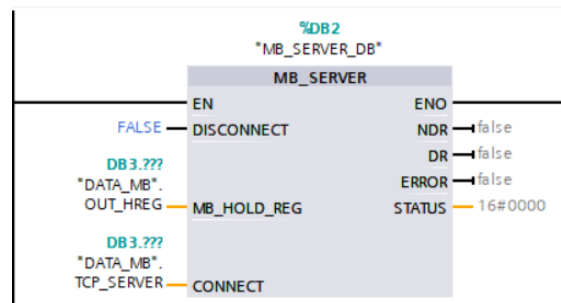 %DB2
"MB_SERVER_DB"
MB_SERVER
EN ENO
FALSE DISCONNECT NDR false
DR false
DB3.???
"DATA_MB".
ERROR false
OUT_HREG MB_HOLD_REG STATUS 16#0000
DB3.???
"DATA_MB".
TCP_SERVER CONNECT